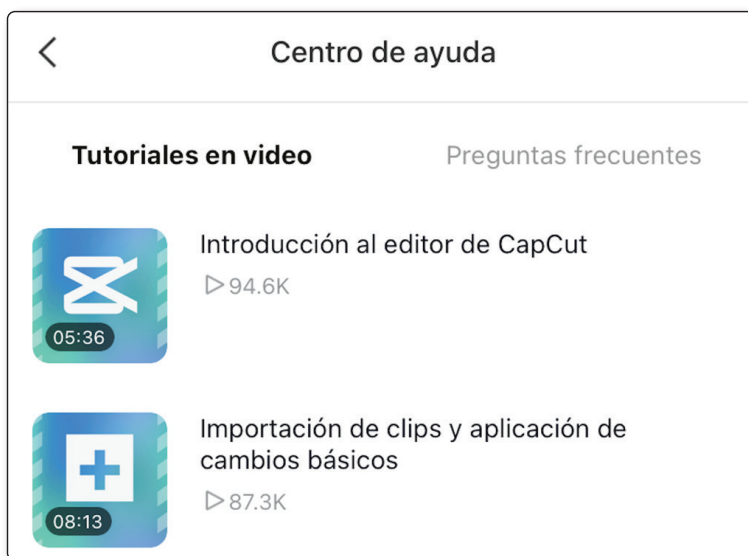 Centro de ayuda
Tutoriales en video
Preguntas frecuentes
Introducción al editor de CapCut
94.6K
05:36
Importación de clips y aplicación de
cambios básicos
87.3K
08:13